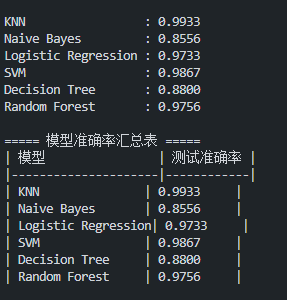 KNN                 : 0.9933
Naive Bayes         : 0.8556
Logistic Regression : 0.9733
SVM                 : 0.9867
Decision Tree       : 0.8800
Random Forest       : 0.9756
===== 模型准确率汇总表 =====
| 模型               | 测试准确率 |
|-------------------|-----------|
| KNN               | 0.9933     |
| Naive Bayes       | 0.8556     |
| Logistic Regression| 0.9733     |
| SVM               | 0.9867     |
| Decision Tree     | 0.8800     |
| Random Forest     | 0.9756     |